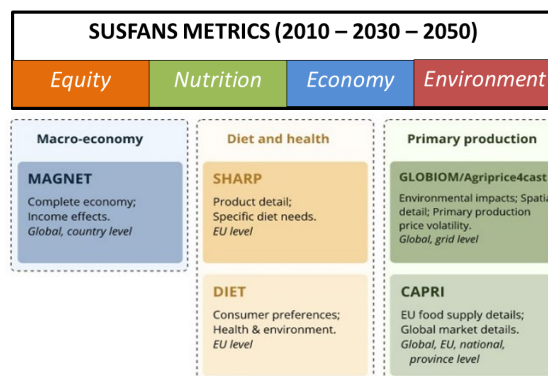 SUSFANS METRICS (2010 – 2030 – 2050)
Equity
Nutrition
Economy
Environment
Macro-economy
MAGNET
Complete economy;
Income effects.
Global, country level
Diet and health
SHARP
Product detail;
Specific diet needs.
EU level
DIET
Consumer preferences;
Health & environment.
EU level
Primary production
GLOBIOM/Agriprice4cast
Environmental impacts; Spatia
detail; Primary production
price volatility.
Global, grid level
CAPRI
EU food supply details;
Global market details.
Global, EU, national,
province level